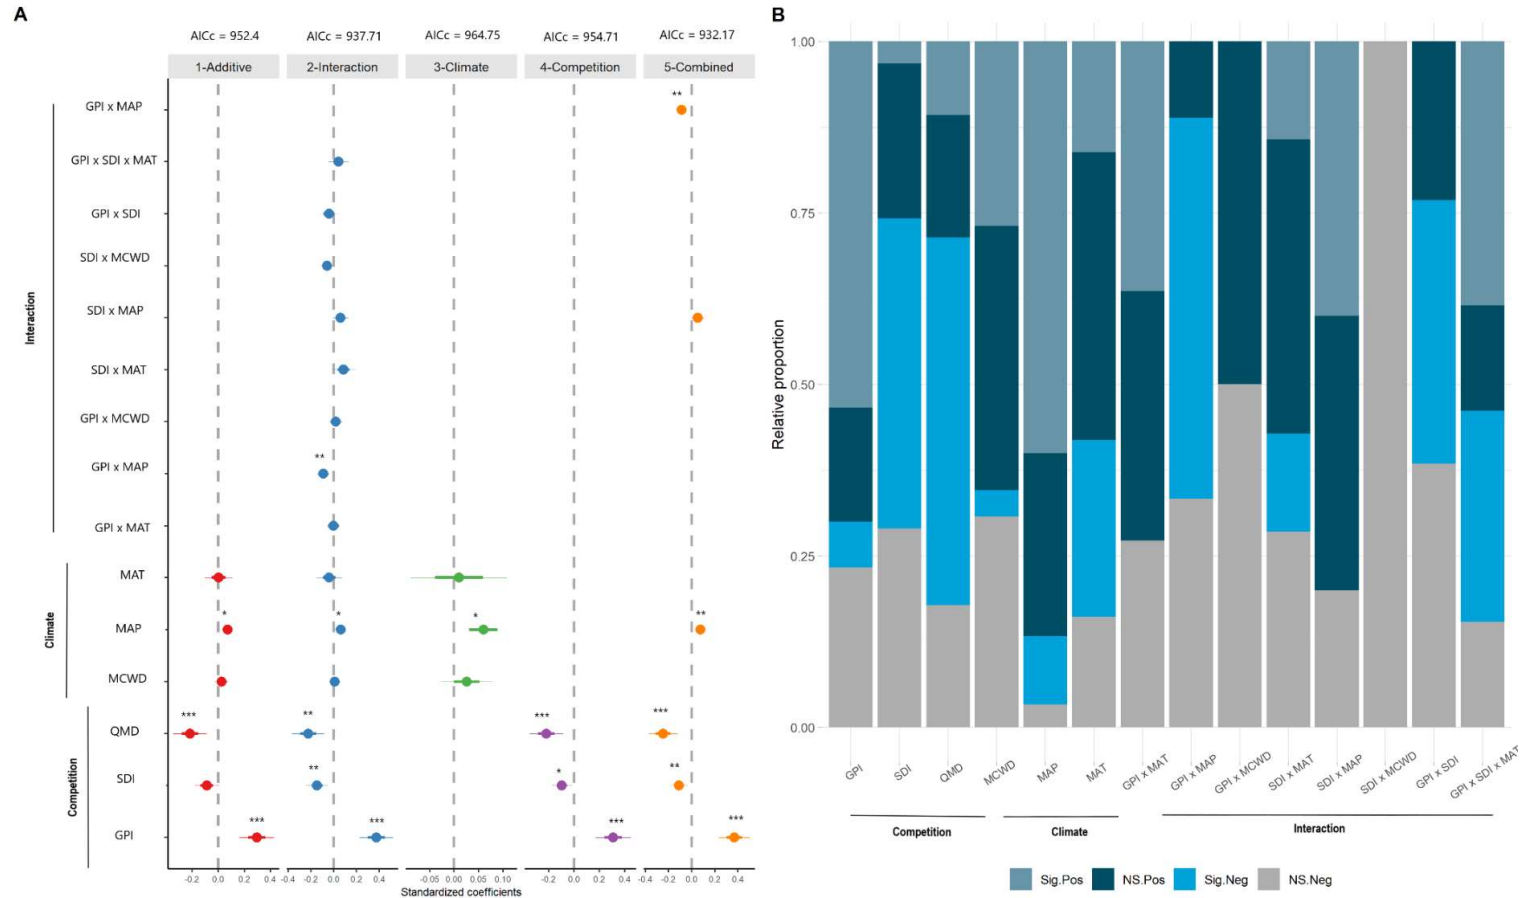 A
AICc = 952.4 AICc = 937.71 AICc = 964.75 AICc = 954.71 AICc = 932.17
1-Additive 2-Interaction 3-Climate 4-Competition 5-Combined
GPI x MAP **
GPI x SDI x MAT
GPI x SDI
SDI x MCWD
SDI x MAP
SDI x MAT
GPI x MCWD
GPI x MAP **
GPI x MAT
Interaction
MAT
MAP * * * **
MCWD
Climate
QMD *** ** *** ***
SDI ** * **
GPI *** *** *** ***
Competition
-0.2 0.0 0.2 0.4 -0.4 -0.2 0.0 0.2 0.4 -0.05 0.00 0.05 0.10 -0.4 -0.2 0.0 0.2 0.4 -0.4 -0.2 0.0 0.2 0.4
Standardized coefficients
B
1.00
0.75
0.50
0.25
0.00
Relative proportion
GPI SDI QMD MCWD MAP MAT GPI x MAT GPI x MAP GPI x MCWD SDI x MAT SDI x MAP SDI x MCWD GPI x SDI GPI x SDI x MAT
Competition Climate Interaction
Sig.Pos NS.Pos Sig.Neg NS.Neg